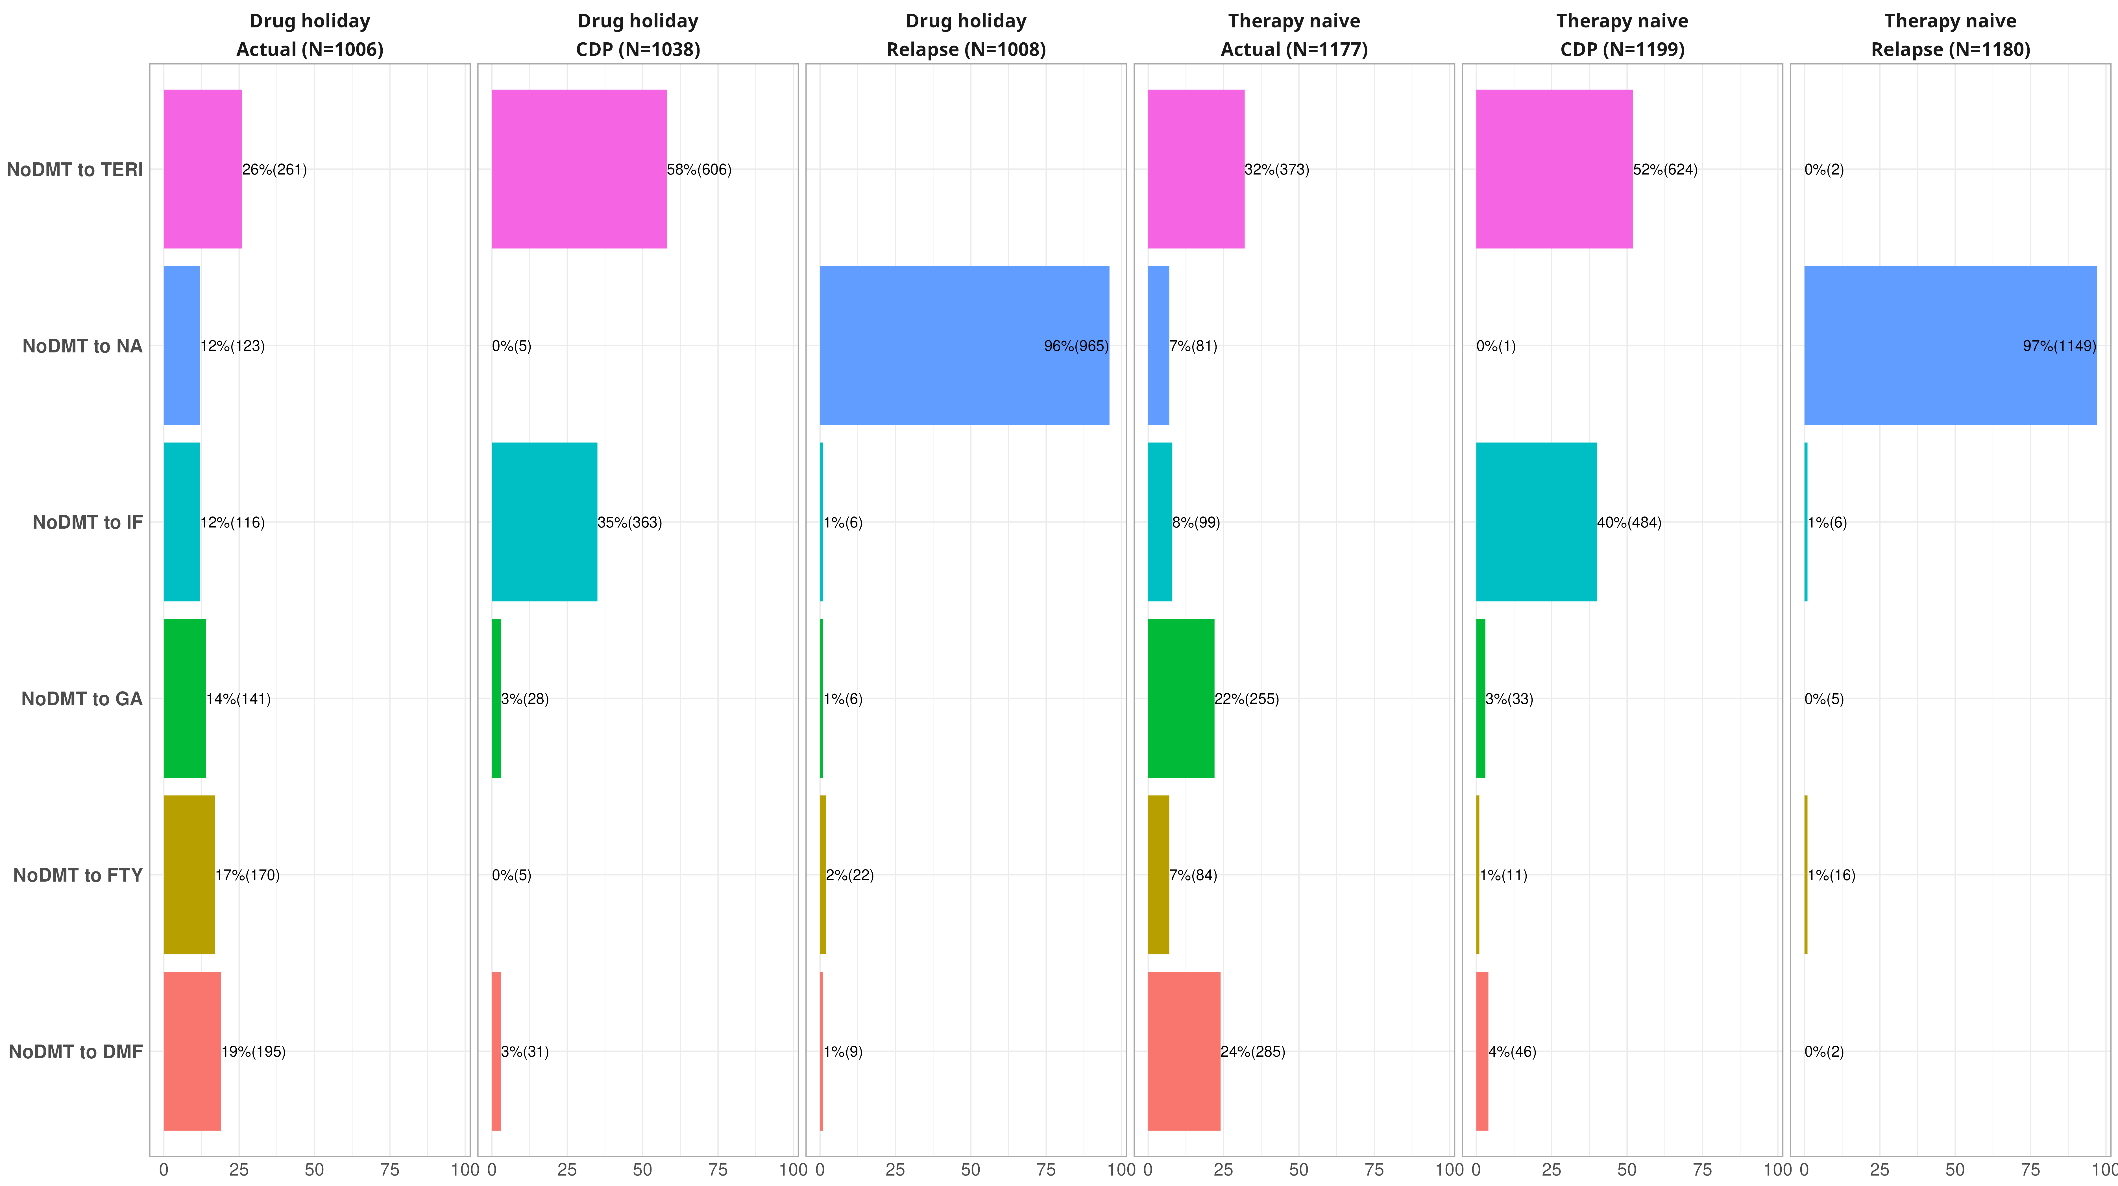 Drug holiday
Actual (N=1006)
Drug holiday
CDP (N=1038)
Drug holiday
Relapse (N=1008)
Therapy naive
Actual (N=1177)
Therapy naive
CDP (N=1199)
Therapy naive
Relapse (N=1180)
NoDMT to TERI
26%(261)
58%(606)
32%(373)
52%(624)
0%(2)
NoDMT to NA
12%(123)
0%(5)
96%(965)
7%(81)
0%(1)
97%(1149)
NoDMT to IF
12%(116)
35%(363)
1%(6)
8%(99)
40%(484)
1%(6)
NoDMT to GA
14%(141)
3%(28)
1%(6)
22%(255)
3%(33)
0%(5)
NoDMT to FTY
17%(170)
0%(5)
2%(22)
7%(84)
1%(11)
1%(16)
NoDMT to DMF
19%(195)
3%(31)
1%(9)
24%(285)
4%(46)
0%(2)
0 25 50 75 100
0 25 50 75 100
0 25 50 75 100
0 25 50 75 100
0 25 50 75 100
0 25 50 75 100